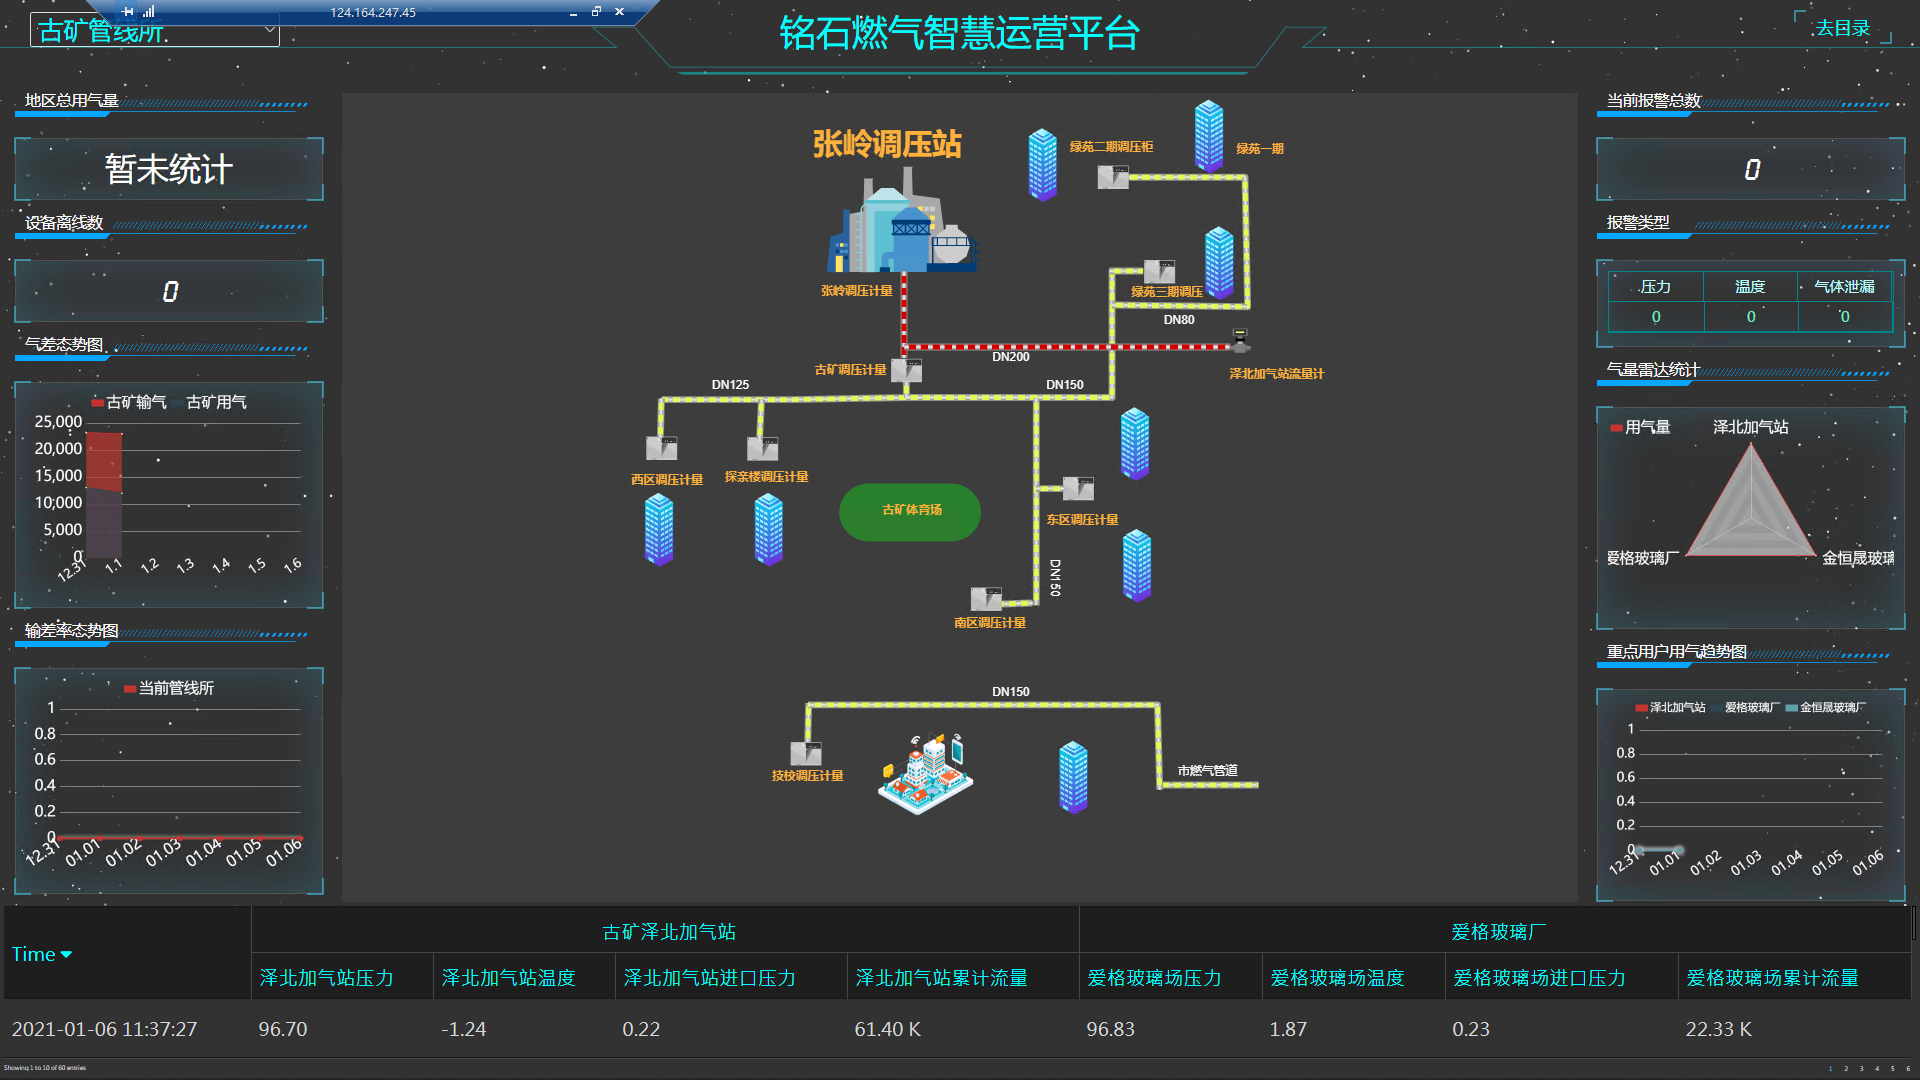 124.164.247.45
古矿管线所
铭石燃气智慧运营平台
去目录
地区总用气量
暂未统计
设备离线数
0
气差态势图
古矿输气 古矿用气
25,000
20,000
15,000
10,000
5,000
0
12.31 1.1 1.2 1.3 1.4 1.5 1.6
输差率态势图
当前管线所
1
0.8
0.6
0.4
0.2
0
12.31 01.01 01.02 01.03 01.04 01.05 01.06
张岭调压站
绿苑二期调压柜
绿苑一期
张岭调压计量
绿苑三期调压
DN80
DN200
古矿调压计量
泽北加气站流量计
DN125
DN150
西区调压计量
探亲楼调压计量
古矿体育场
东区调压计量
DN150
南区调压计量
DN150
技校调压计量
市燃气管道
当前报警总数
0
报警类型
压力 温度 气体泄漏
0 0 0
气量雷达统计
用气量
泽北加气站
爱格玻璃厂
金恒晟玻璃
重点用户用气趋势图
泽北加气站 爱格玻璃厂 金恒晟玻璃厂
1
0.8
0.6
0.4
0.2
0
12.31 01.01 01.02 01.03 01.04 01.05 01.06
Time 古矿泽北加气站 爱格玻璃厂
泽北加气站压力 泽北加气站温度 泽北加气站进口压力 泽北加气站累计流量 爱格玻璃场压力 爱格玻璃场温度 爱格玻璃场进口压力 爱格玻璃场累计流量
2021-01-06 11:37:27 96.70 -1.24 0.22 61.40 K 96.83 1.87 0.23 22.33 K
Showing 1 to 10 of 60 entries
1 2 3 4 5 6